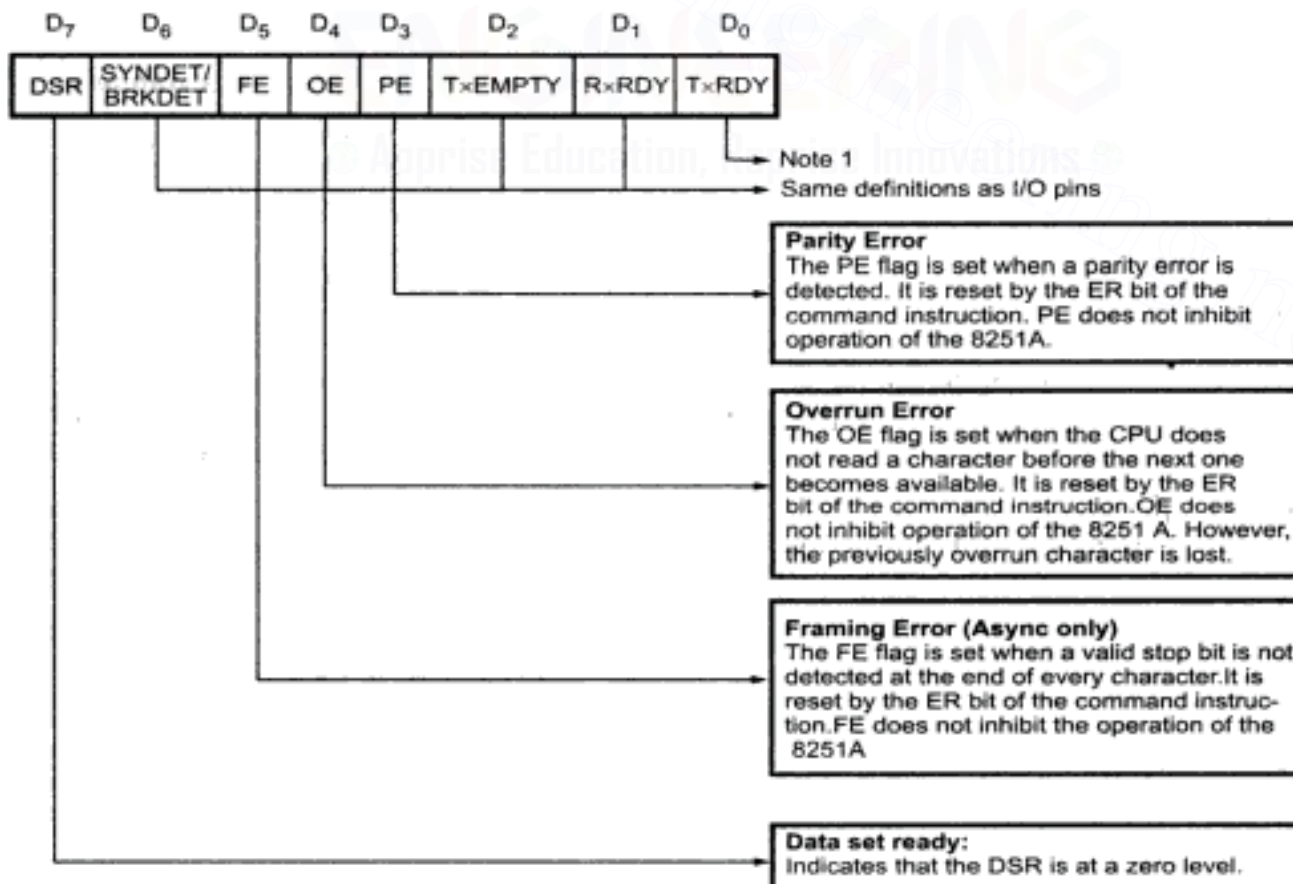 D7 D6 D5 D4 D3 D2 D1 D0
DSR SYNDET/ BRKDET FE OE PE TxEMPTY RxRDY TxRDY
Note 1
Same definitions as I/O pins
Parity Error
The PE flag is set when a parity error is
detected. It is reset by the ER bit of the
command instruction. PE does not inhibit
operation of the 8251A.
Overrun Error
The OE flag is set when the CPU does
not read a character before the next one
becomes available. It is reset by the ER
bit of the command instruction.OE does
not inhibit operation of the 8251 A. However,
the previously overrun character is lost.
Framing Error (Async only)
The FE flag is set when a valid stop bit is not
detected at the end of every character.It is
reset by the ER bit of the command instruc-
tion.FE does not inhibit the operation of the
8251A
Data set ready:
Indicates that the DSR is at a zero level.
Apprise Education, Reprise Innovations